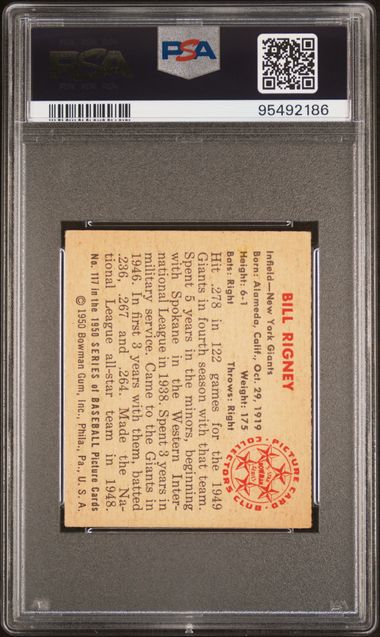 PSA
PSA
95492186
BILL RIGNEY
Infield—New York Giants
Born: Alameda, Calif., Oct. 29, 1919
Height: 6-1 Weight: 175
Bats: Right Throws: Right
Hit .278 in 122 games for the 1949
Giants in fourth season with that team.
Spent 5 years in the minors, beginning
with Spokane in the Western Inter-
national League in 1938. Spent 3 years in
military service. Came to the Giants in
1946. In first 3 years with them, batted
.236, .267 and .264. Made the Na-
tional League all-star team in 1948.
No. 117 in the 1950 SERIES of BASEBALL Picture Cards
© 1950 Bowman Gum, Inc., Phila., Pa., U. S. A.
PICTURE CARD COLLECTORS CLUB
BOWMAN